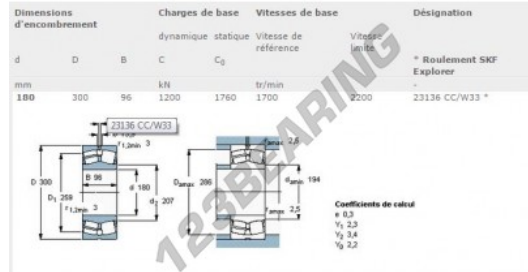 Dimensions d'encombrement Charges de base Vitesses de base Désignation
dynamique statique Vitesse de référence Vitesse limite
d D B C C0 * Roulement SKF Explorer
mm kN tr/min -
180 300 96 1200 1760 1700 2200 23136 CC/W33 *
23136 CC/W33
r1,2min 3
ramax 2,5
D 300
B 96
d 180
Damax 286
damin 194
D1 259
d2 207
r1,2min 3
ramax 2,5
Coefficients de calcul
e 0,3
Y1 2,3
Y2 3,4
Y0 2,2
123BEARING